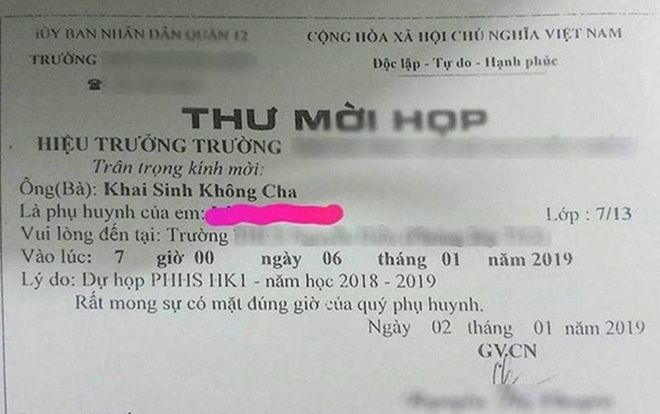 ỦY BAN NHÂN DÂN QUẬN 12
CỘNG HÒA XÃ HỘI CHỦ NGHĨA VIỆT NAM
TRƯỜNG
Độc lập - Tự do - Hạnh phúc
☎
THƯ MỜI HỌP
HIỆU TRƯỞNG TRƯỜNG
Trân trọng kính mời:
Ông(Bà): Khai Sinh Không Cha
Là phụ huynh của em: Lớp : 7/13
Vui lòng đến tại: Trường
Vào lúc: 7 giờ 00 ngày 06 tháng 01 năm 2019
Lý do: Dự họp PHHS HK1 - năm học 2018 - 2019
Rất mong sự có mặt đúng giờ của quý phụ huynh.
Ngày 02 tháng 01 năm 2019
GVCN